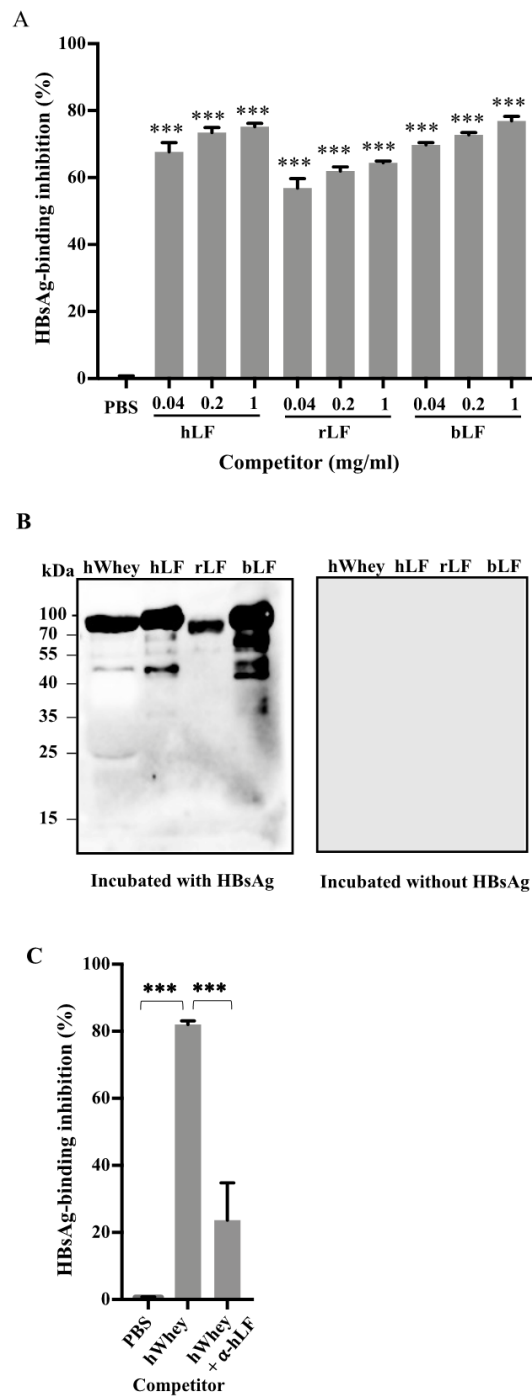 A
HBsAg-binding inhibition (%)
100
80
60
40
20
0
*** *** *** *** *** *** *** *** ***
PBS 0.04 0.2 1 0.04 0.2 1 0.04 0.2 1
hLF rLF bLF
Competitor (mg/ml)
B
kDa hWhey hLF rLF bLF
hWhey hLF rLF bLF
100
70
55
40
35
25
15
Incubated with HBsAg
Incubated without HBsAg
C
HBsAg-binding inhibition (%)
100
80
60
40
20
0
*** ***
PBS
hWhey
hWhey
+ α-hLF
Competitor